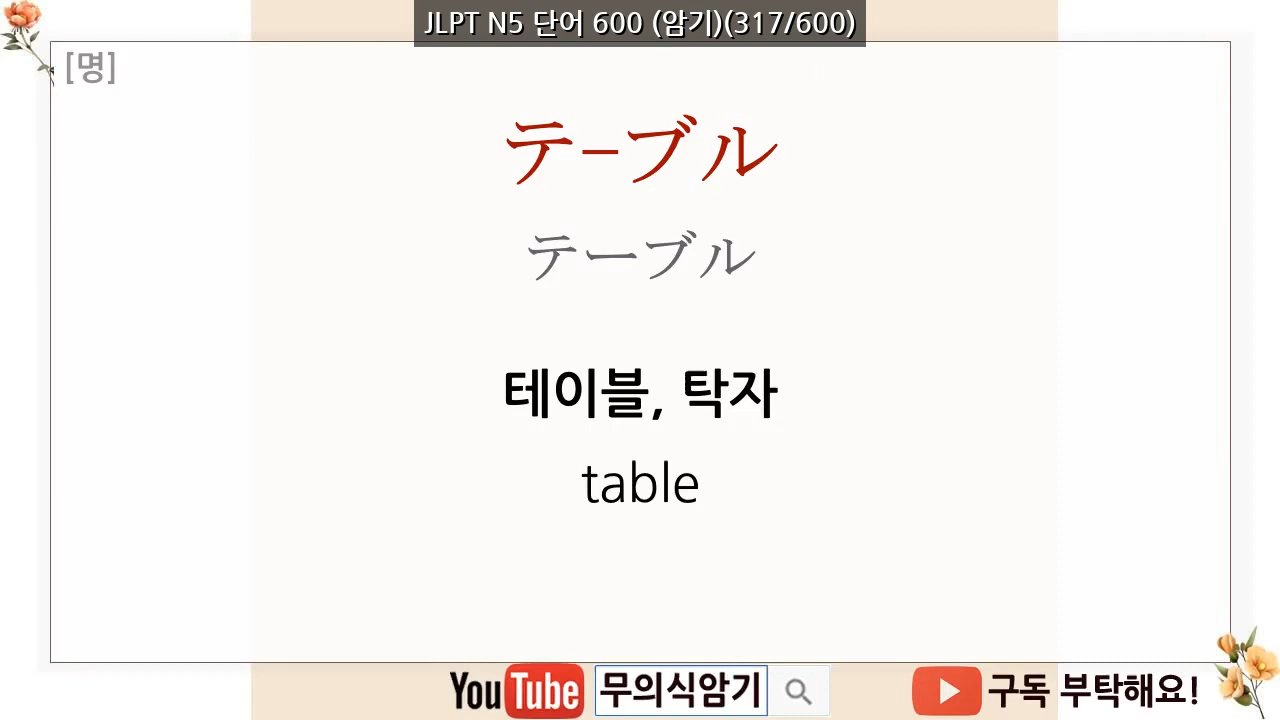 JLPT N5 단어 600 (암기)(317/600)
[명]
テ-ブル
テーブル
테이블, 탁자
table
YouTube 무의식암기 구독 부탁해요!